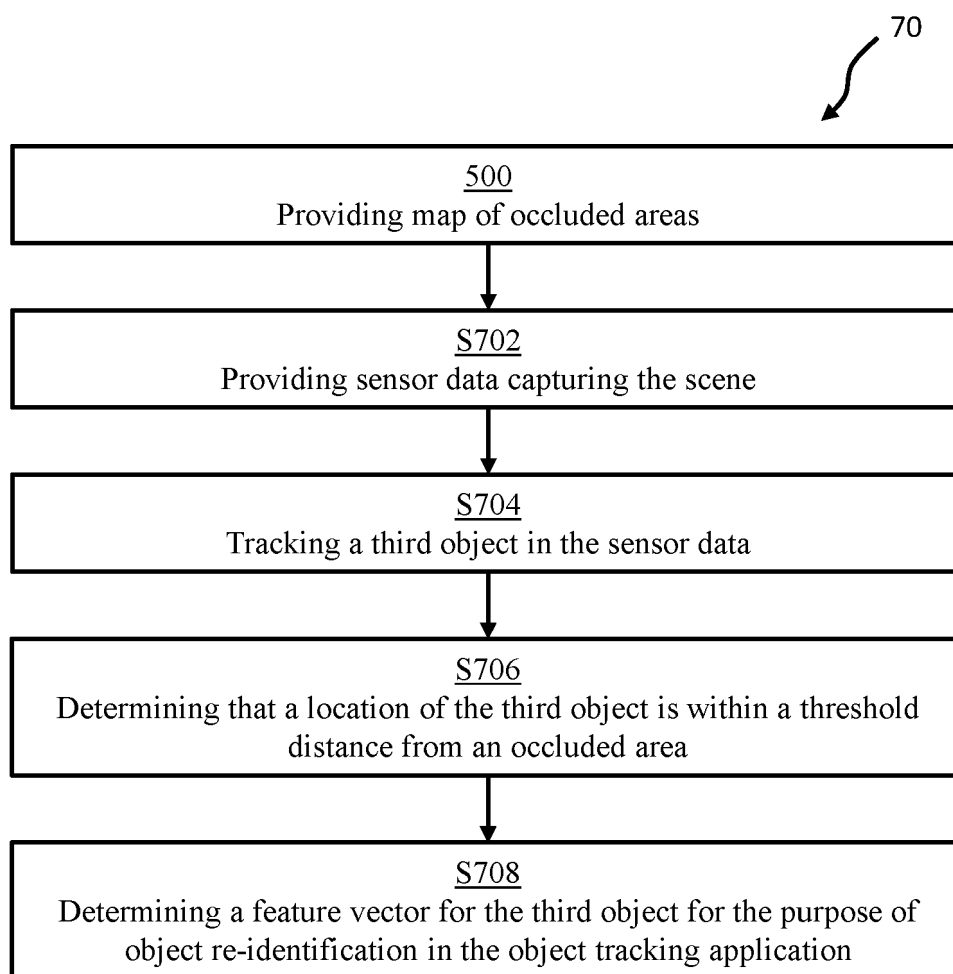 70
500
Providing map of occluded areas
S702
Providing sensor data capturing the scene
S704
Tracking a third object in the sensor data
S706
Determining that a location of the third object is within a threshold
distance from an occluded area
S708
Determining a feature vector for the third object for the purpose of
object re-identification in the object tracking application